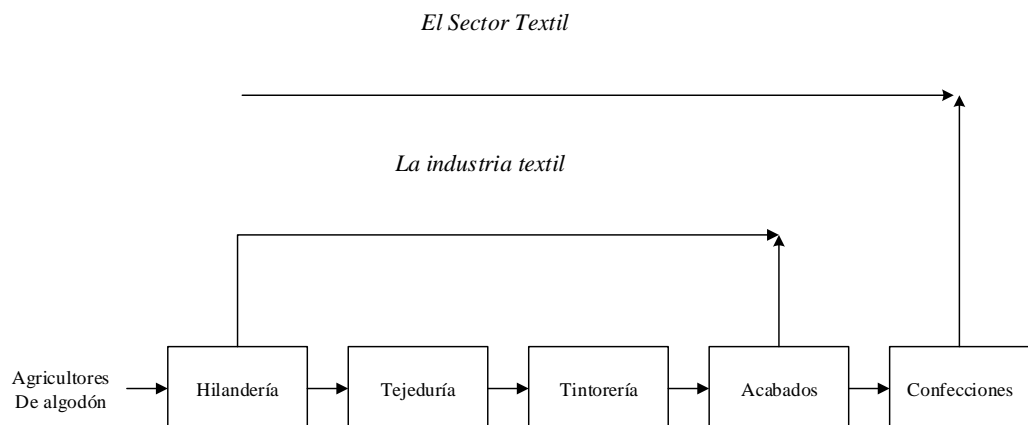 El Sector Textil
La industria textil
Agricultores
De algodón
Hilandería
Tejeduría
Tintorería
Acabados
Confecciones